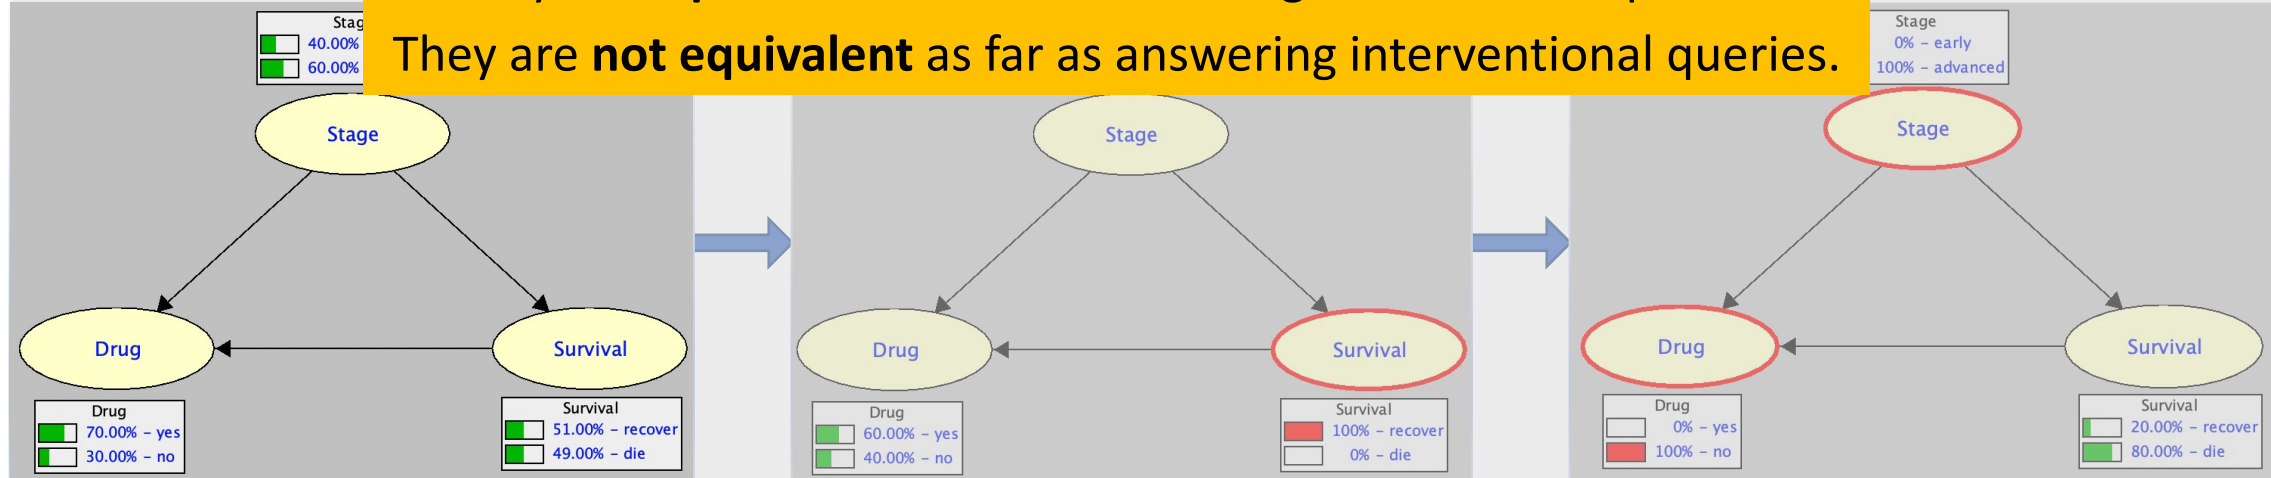 They are not equivalent as far as answering interventional queries.
40.00%
60.00%
Stage
Drug
Survival
Drug
70.00% – yes
30.00% – no
Survival
51.00% – recover
49.00% – die
Stage
Drug
Survival
Drug
60.00% – yes
40.00% – no
Survival
100% – recover
0% – die
Stage
0% – early
100% – advanced
Stage
Drug
Survival
Drug
0% – yes
100% – no
Survival
20.00% – recover
80.00% – die